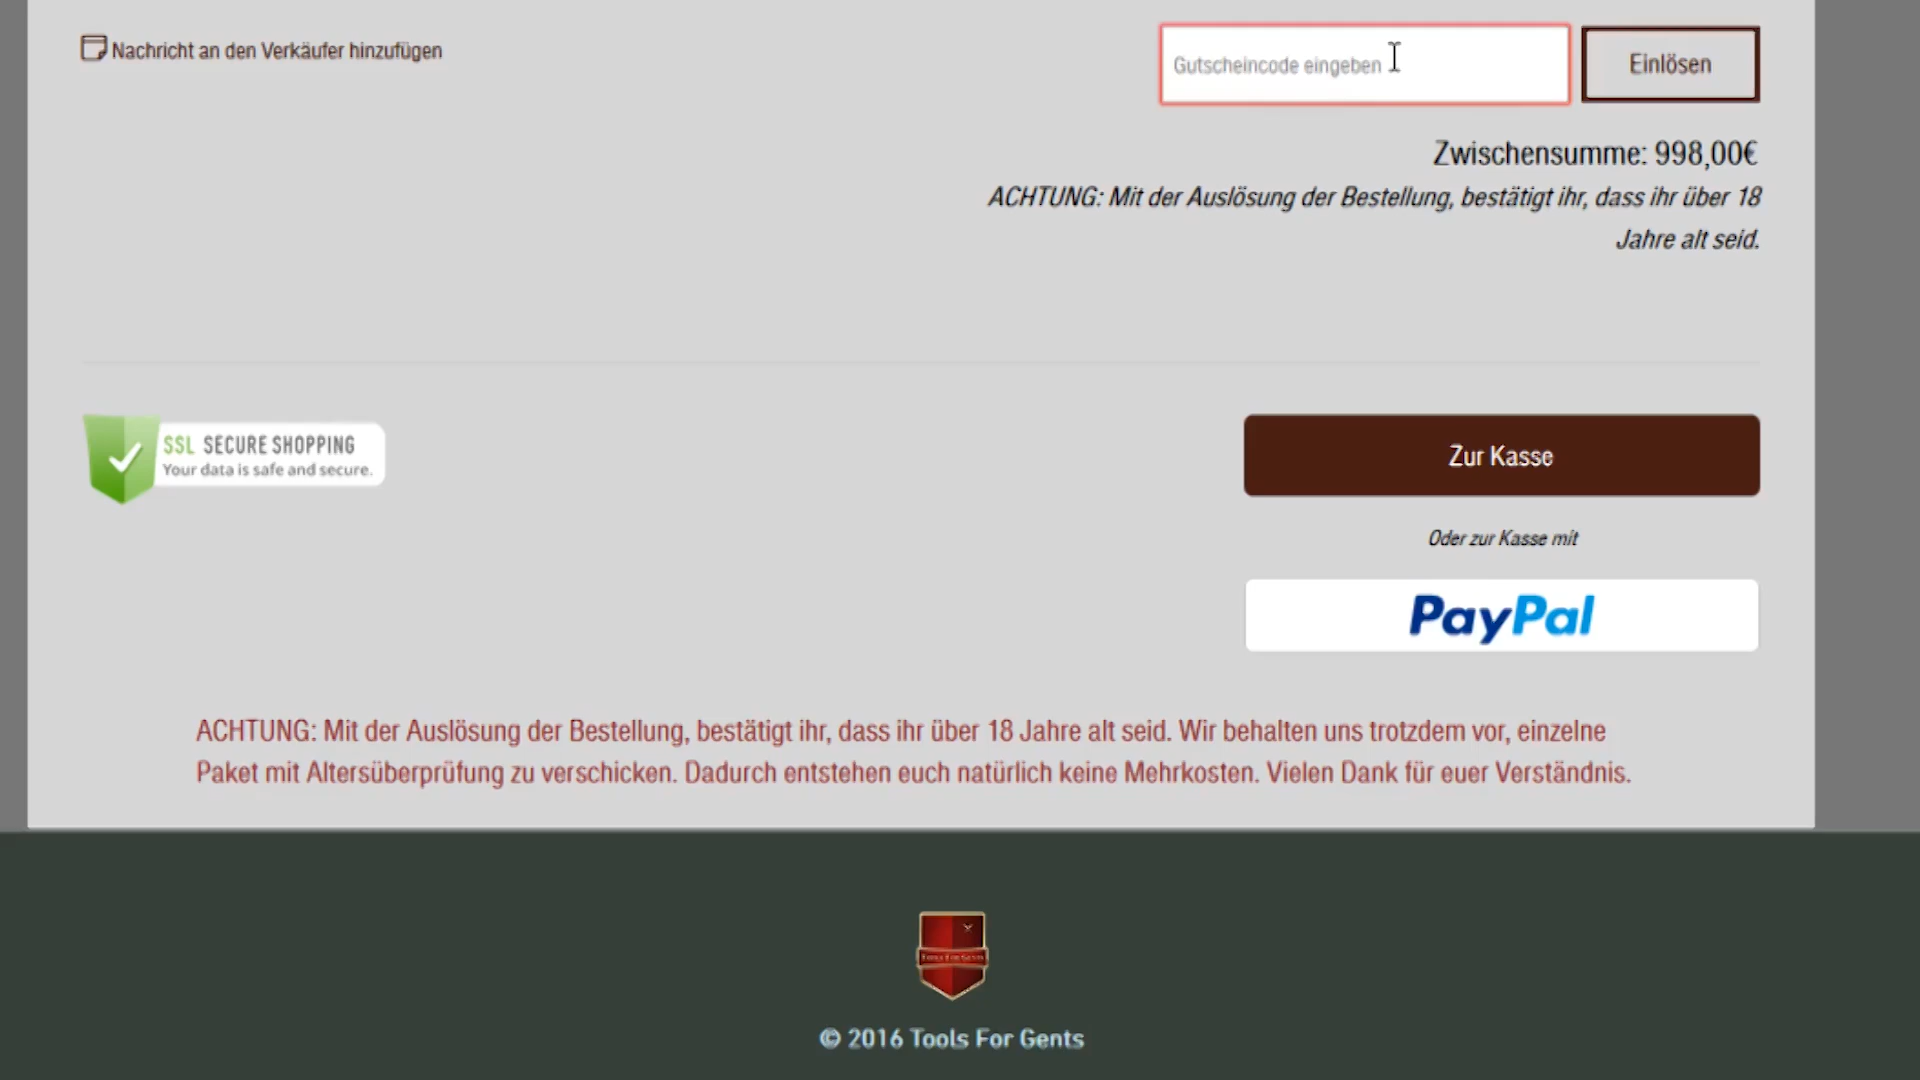 Nachricht an den Verkäufer hinzufügen
Gutscheincode eingeben
Einlösen
Zwischensumme: 998,00€
ACHTUNG: Mit der Auslösung der Bestellung, bestätigt ihr, dass ihr über 18
Jahre alt seid.
SSL SECURE SHOPPING
Your data is safe and secure.
Zur Kasse
Oder zur Kasse mit
PayPal
ACHTUNG: Mit der Auslösung der Bestellung, bestätigt ihr, dass ihr über 18 Jahre alt seid. Wir behalten uns trotzdem vor, einzelne
Paket mit Altersüberprüfung zu verschicken. Dadurch entstehen euch natürlich keine Mehrkosten. Vielen Dank für euer Verständnis.
TOOLS FOR GENTS
© 2016 Tools For Gents